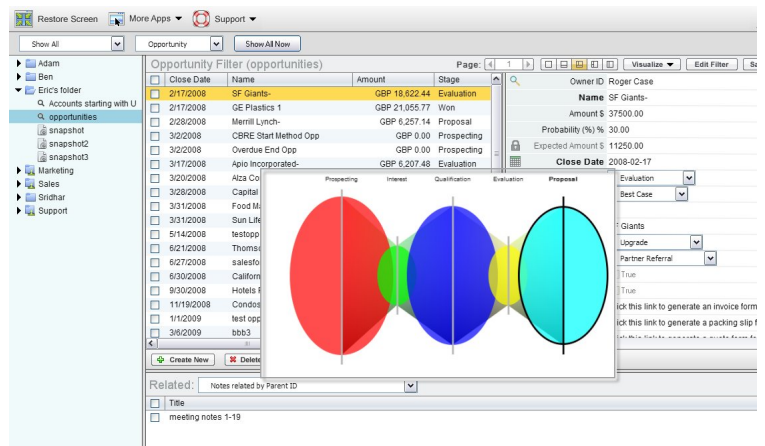 Restore Screen More Apps Support
Show All Opportunity Show All Now
Adam
Ben
Eric's folder
Accounts starting with U
opportunities
snapshot
snapshot2
snapshot3
Marketing
Sales
Sridhar
Support
Opportunity Filter (opportunities) Page: 1 Visualize Edit Filter
Close Date Name Amount Stage
2/17/2008 SF Giants- GBP 18,622.44 Evaluation
2/17/2008 GE Plastics 1 GBP 21,055.77 Won
2/28/2008 Merrill Lynch- GBP 6,257.14 Proposal
3/2/2008 CBRE Start Method Opp GBP 0.00 Prospecting
3/2/2008 Overdue End Opp GBP 0.00 Prospecting
3/17/2008 Apio Incorporated- GBP 6,207.48 Evaluation
3/20/2008 Alza Co
3/28/2008 Capital
3/31/2008 Food
3/31/2008 Sun Life
5/14/2008 testopp
6/21/2008 Thoms
6/27/2008 salesfo
6/30/2008 Californ
9/30/2008 Hotels
11/19/2008 Condos
1/1/2009 test opp
3/6/2009 bbb3
Create New Delete
Prospecting Interest Qualification Evaluation Proposal
Owner ID Roger Case
Name SF Giants-
Amount $ 37500.00
Probability (%) % 30.00
Expected Amount $ 11250.00
Close Date 2008-02-17
Evaluation
Best Case
Giants
Upgrade
Partner Referral
True
True
ick this link to generate an invoice form
ick this link to generate a packing slip f
Related: Notes related by Parent ID
Title
meeting notes 1-19